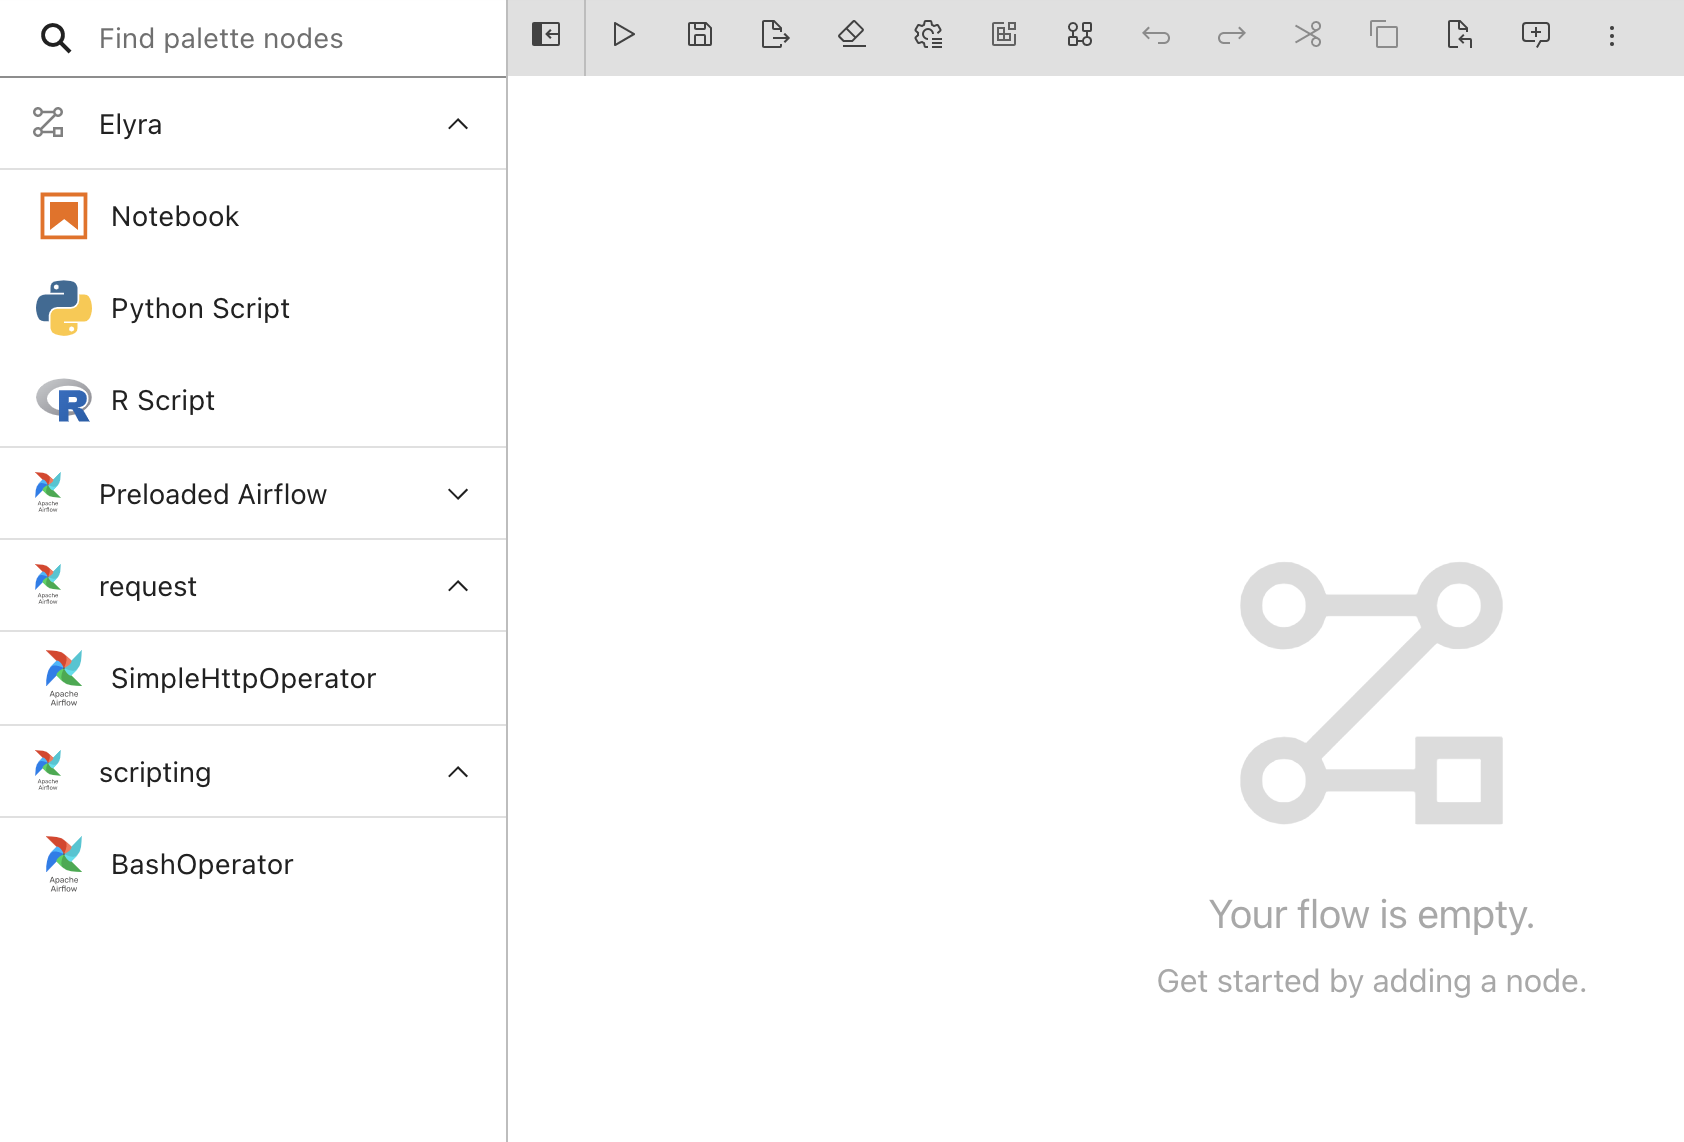 Find palette nodes
Elyra
Notebook
Python Script
R Script
Apache
Airflow
Preloaded Airflow
Apache
Airflow
request
Apache
Airflow
SimpleHttpOperator
Apache
Airflow
scripting
Apache
Airflow
BashOperator
Your flow is empty.
Get started by adding a node.